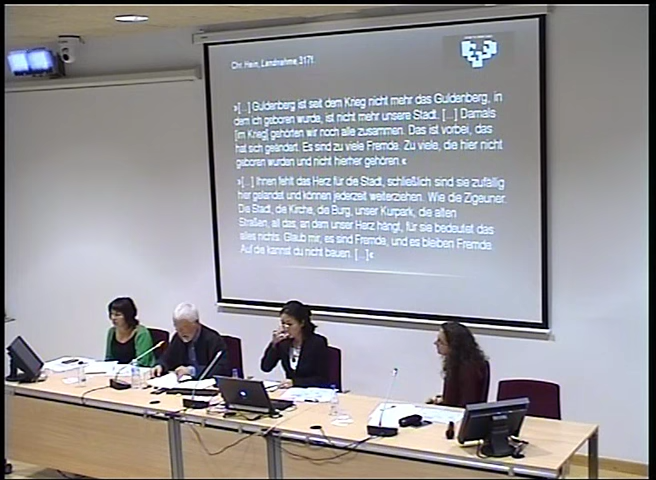 Chr. Hein, Landnahme, 317f.
»[...] Guldenberg ist seit dem Krieg nicht mehr das Guldenberg, in
dem ich geboren wurde, ist nicht mehr unsere Stadt. [...] Damals
[im Krieg] gehörten wir noch alle zusammen. Das ist vorbei, das
hat sich geändert. Es sind zu viele Fremde. Zu viele, die hier nicht
geboren wurden und nicht hierher gehören.«
»[...] Ihnen fehlt das Herz für die Stadt, schließlich sind sie zufällig
hier gelandet und können jederzeit weiterziehen. Wie die Zigeuner.
Die Stadt, die Kirche, die Burg, unser Kurpark, die alten
Straßen, all das, an dem unser Herz hängt, für sie bedeutet das
alles nichts. Glaub mir, es sind Fremde, und es bleiben Fremde.
Auf die kannst du nicht bauen. [...]«